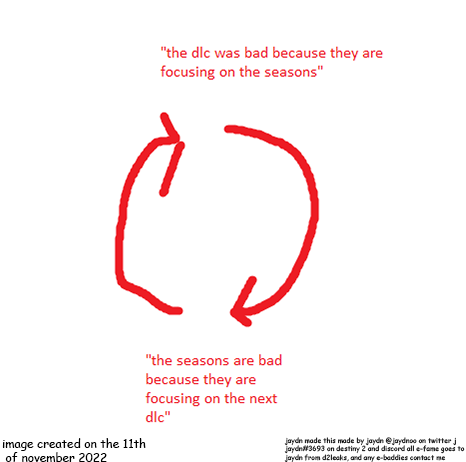 "the dlc was bad because they are
focusing on the seasons"
"the seasons are bad
because they are
focusing on the next
dlc"
image created on the 11th
of november 2022
jaydn made this made by jaydn @jaydnoo on twitter j
jaydn#3693 on destiny 2 and discord all e-fame goes to
jaydn from d2leaks, and any e-baddies contact me